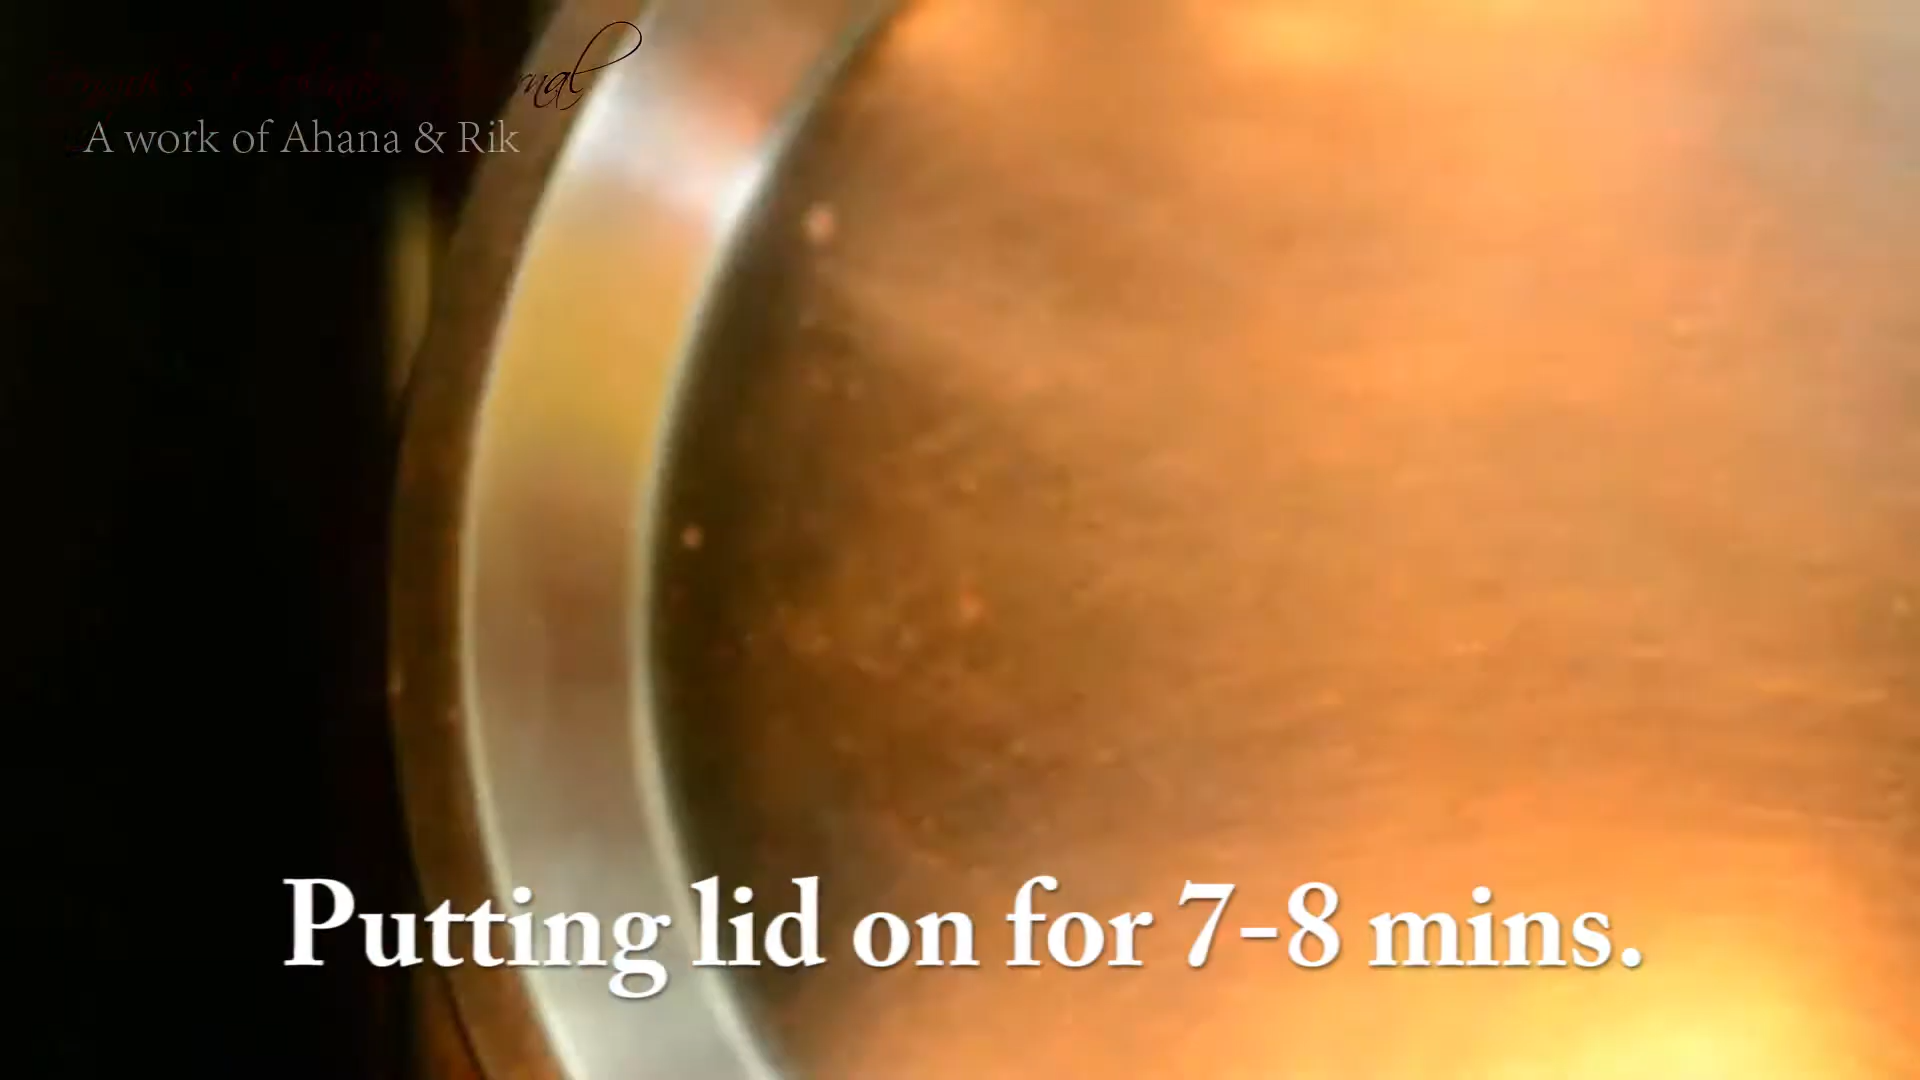 A work of Ahana & Rik
Putting lid on for 7-8 mins.